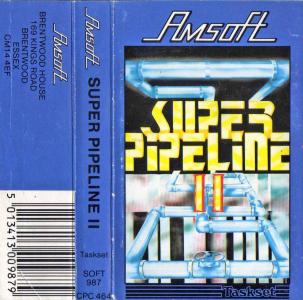 Amsoft
BRENTWOOD HOUSE
169 KINGS ROAD
BRENTWOOD
ESSEX
CM14 4EF
5 013413 009879
Amsoft
SUPER PIPELINE II
Taskset
SOFT
987
CPC 464
Amsoft
SUPER
PIPELINE
II
Taskset